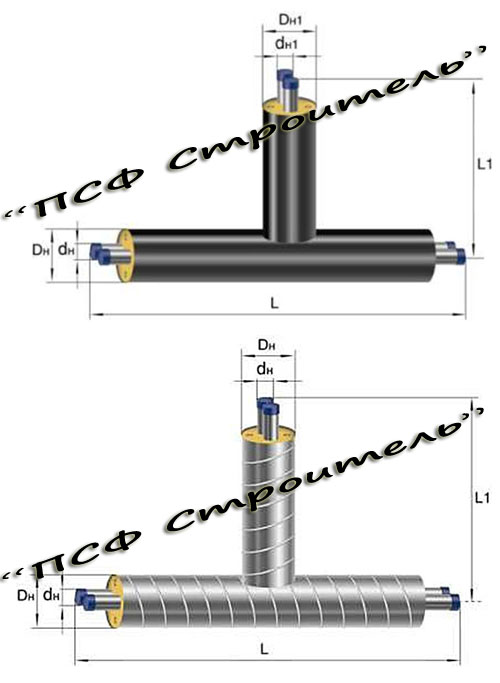 Dн1
dн1
“ПСФ Строитель”
L1
Dн
dн
L
Dн
dн
“ПСФ Строитель”
L1
Dн
dн
L